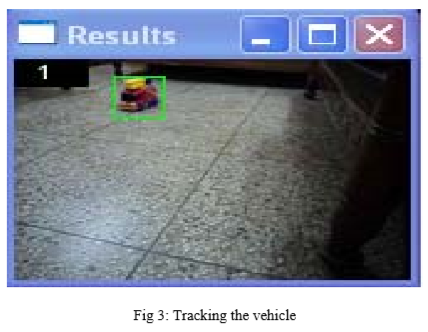 Results
1
Fig 3: Tracking the vehicle